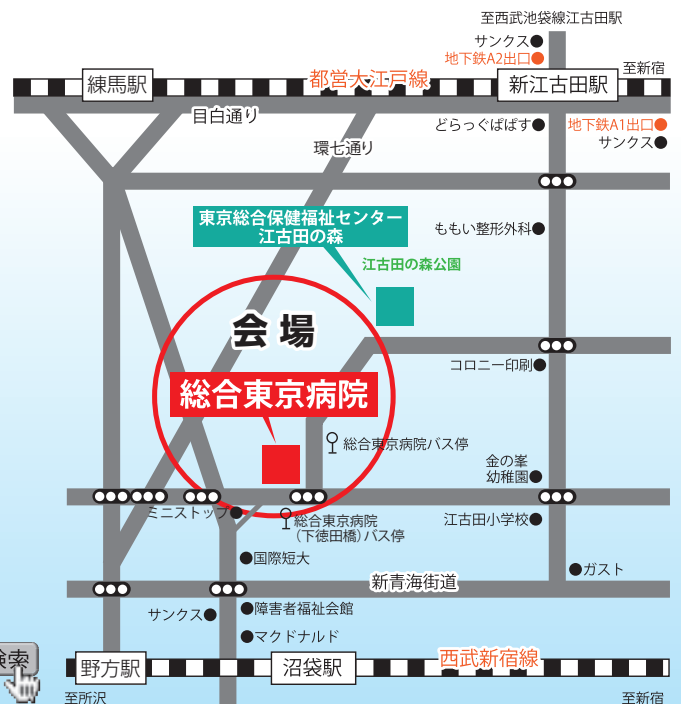 至西武池袋線江古田駅
サンクス
地下鉄A2出口
練馬駅
都営大江戸線
新江古田駅
至新宿
目白通り
環七通り
どらっぐぱぱす
地下鉄A1出口
サンクス
東京総合保健福祉センター
江古田の森
ももい整形外科
江古田の森公園
会場
コロニー印刷
総合東京病院
総合東京病院バス停
金の峯
幼稚園
ミニストップ
総合東京病院
(下徳田橋)バス停
江古田小学校
国際短大
新青海街道
ガスト
サンクス
障害者福祉会館
マクドナルド
検索
野方駅
沼袋駅
西武新宿線
至所沢
至新宿